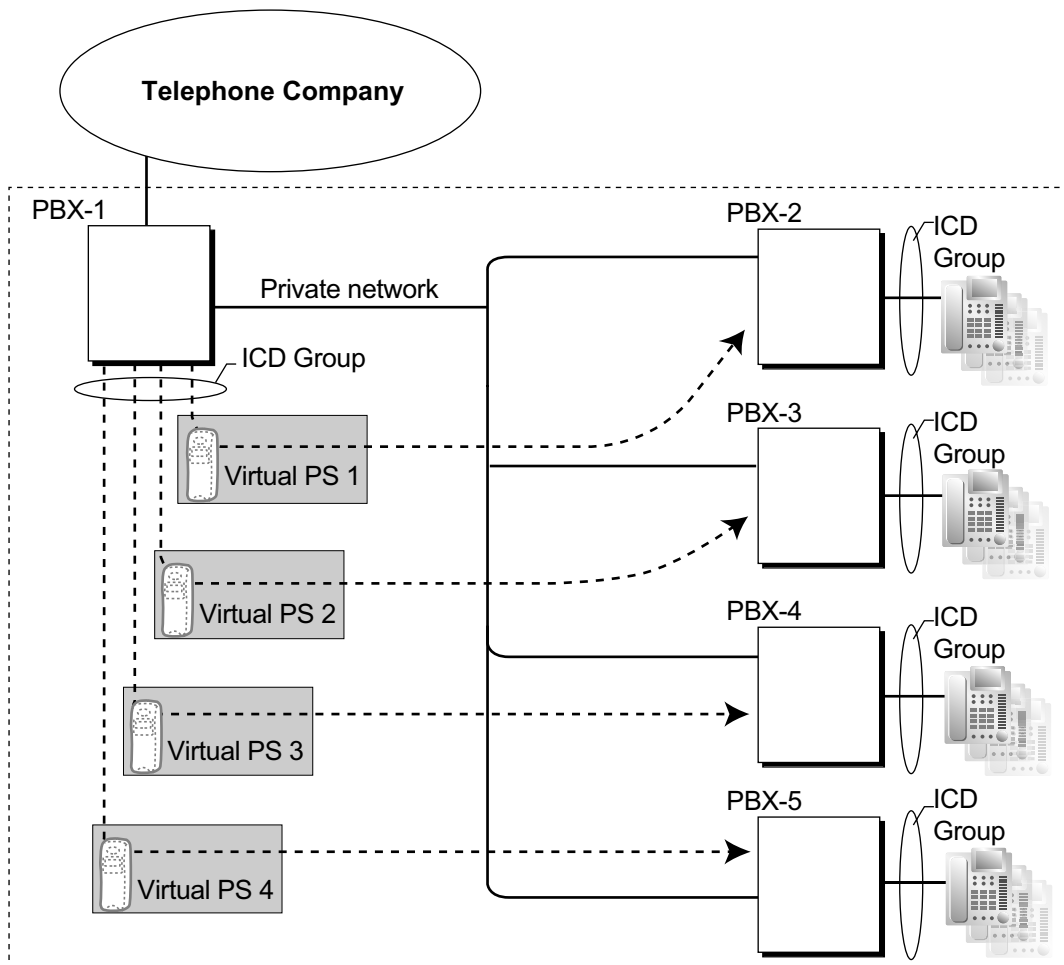 Telephone Company
PBX-1
Private network
ICD Group
Virtual PS 1
Virtual PS 2
Virtual PS 3
Virtual PS 4
PBX-2
ICD
Group
PBX-3
ICD
Group
PBX-4
ICD
Group
PBX-5
ICD
Group